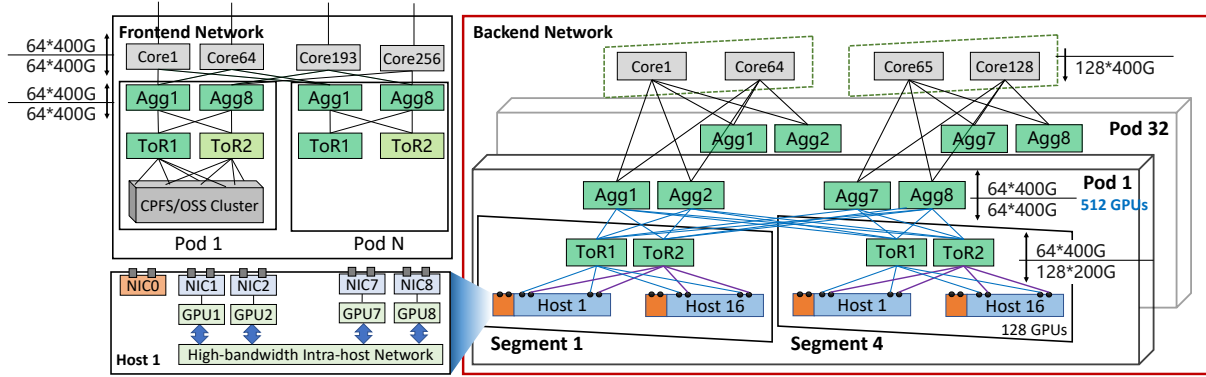 Frontend Network
64*400G
64*400G
Core1
Core64
Core193
Core256
64*400G
64*400G
Agg1
Agg8
Agg1
Agg8
ToR1
ToR2
ToR1
ToR2
CPFS/OSS Cluster
Pod 1
Pod N
NIC0
NIC1
NIC2
NIC7
NIC8
GPU1
GPU2
GPU7
GPU8
High-bandwidth Intra-host Network
Host 1
Backend Network
Core1
Core64
Core65
Core128
128*400G
Agg1
Agg2
Agg7
Agg8
Pod 32
Agg1
Agg2
Agg7
Agg8
64*400G
64*400G
Pod 1
512 GPUs
ToR1
ToR2
ToR1
ToR2
64*400G
128*200G
Host 1
Host 16
Host 1
Host 16
128 GPUs
Segment 1
Segment 4